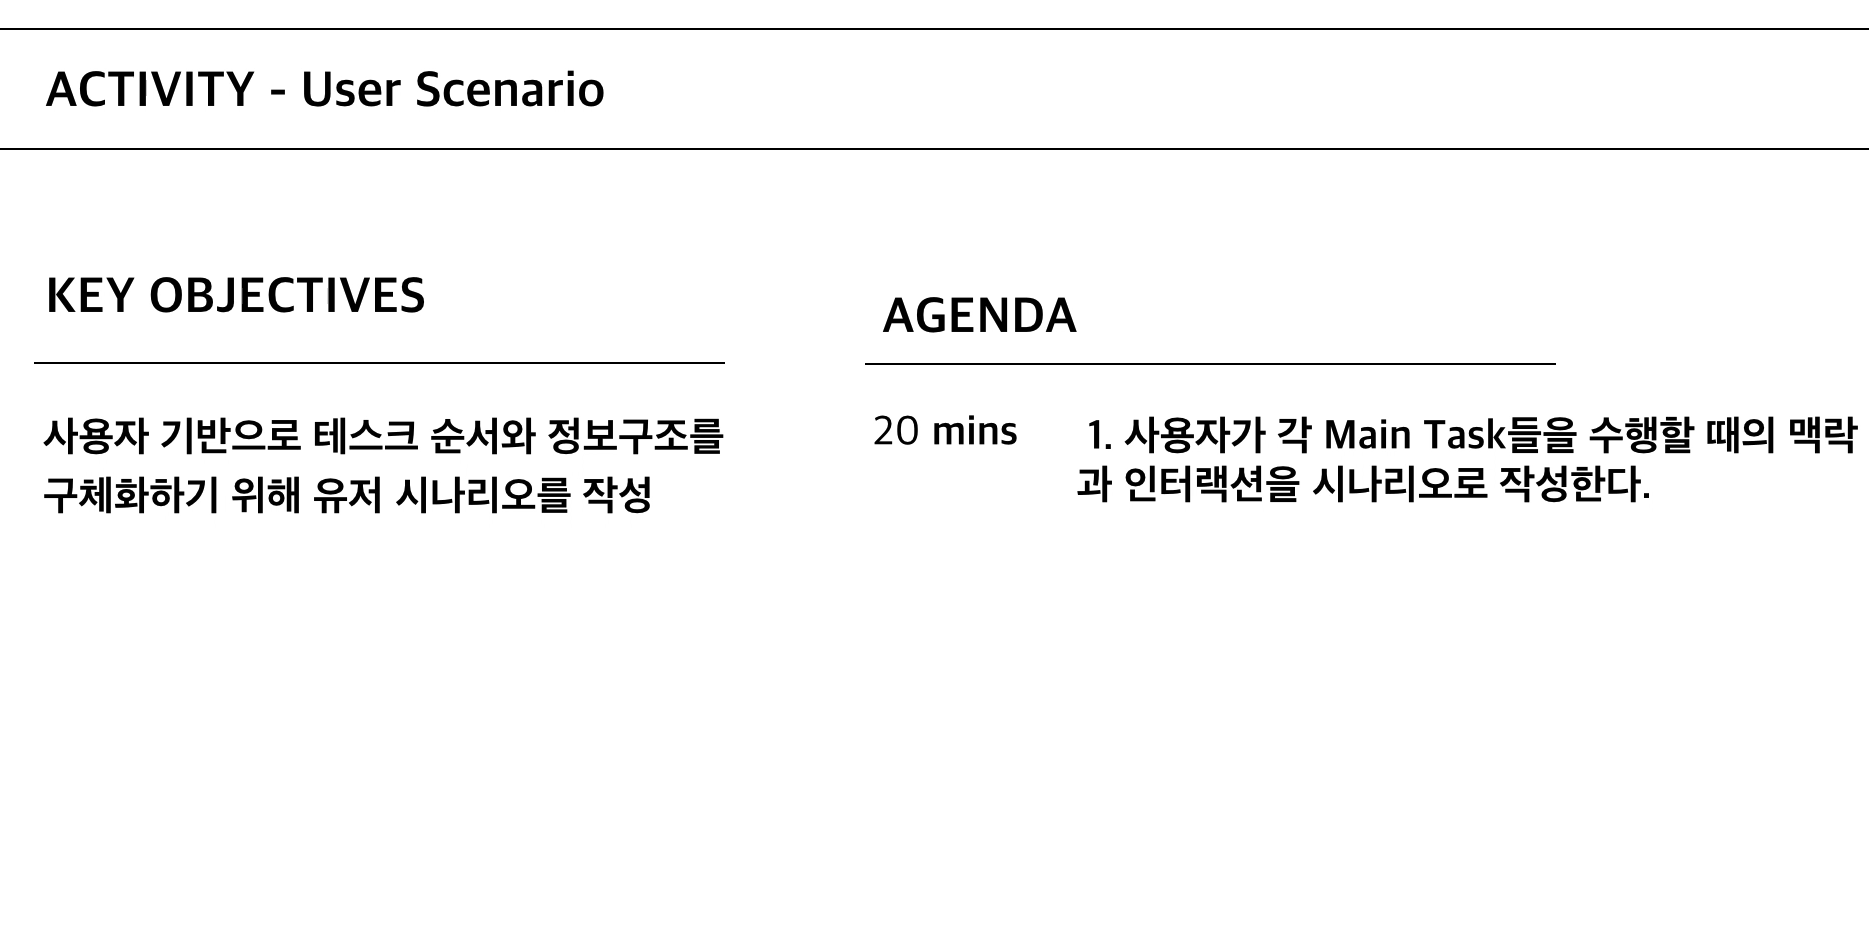 ACTIVITY - User Scenario
KEY OBJECTIVES
사용자 기반으로 테스크 순서와 정보구조를
구체화하기 위해 유저 시나리오를 작성
AGENDA
20 mins
1. 사용자가 각 Main Task들을 수행할 때의 맥락
과 인터랙션을 시나리오로 작성한다.